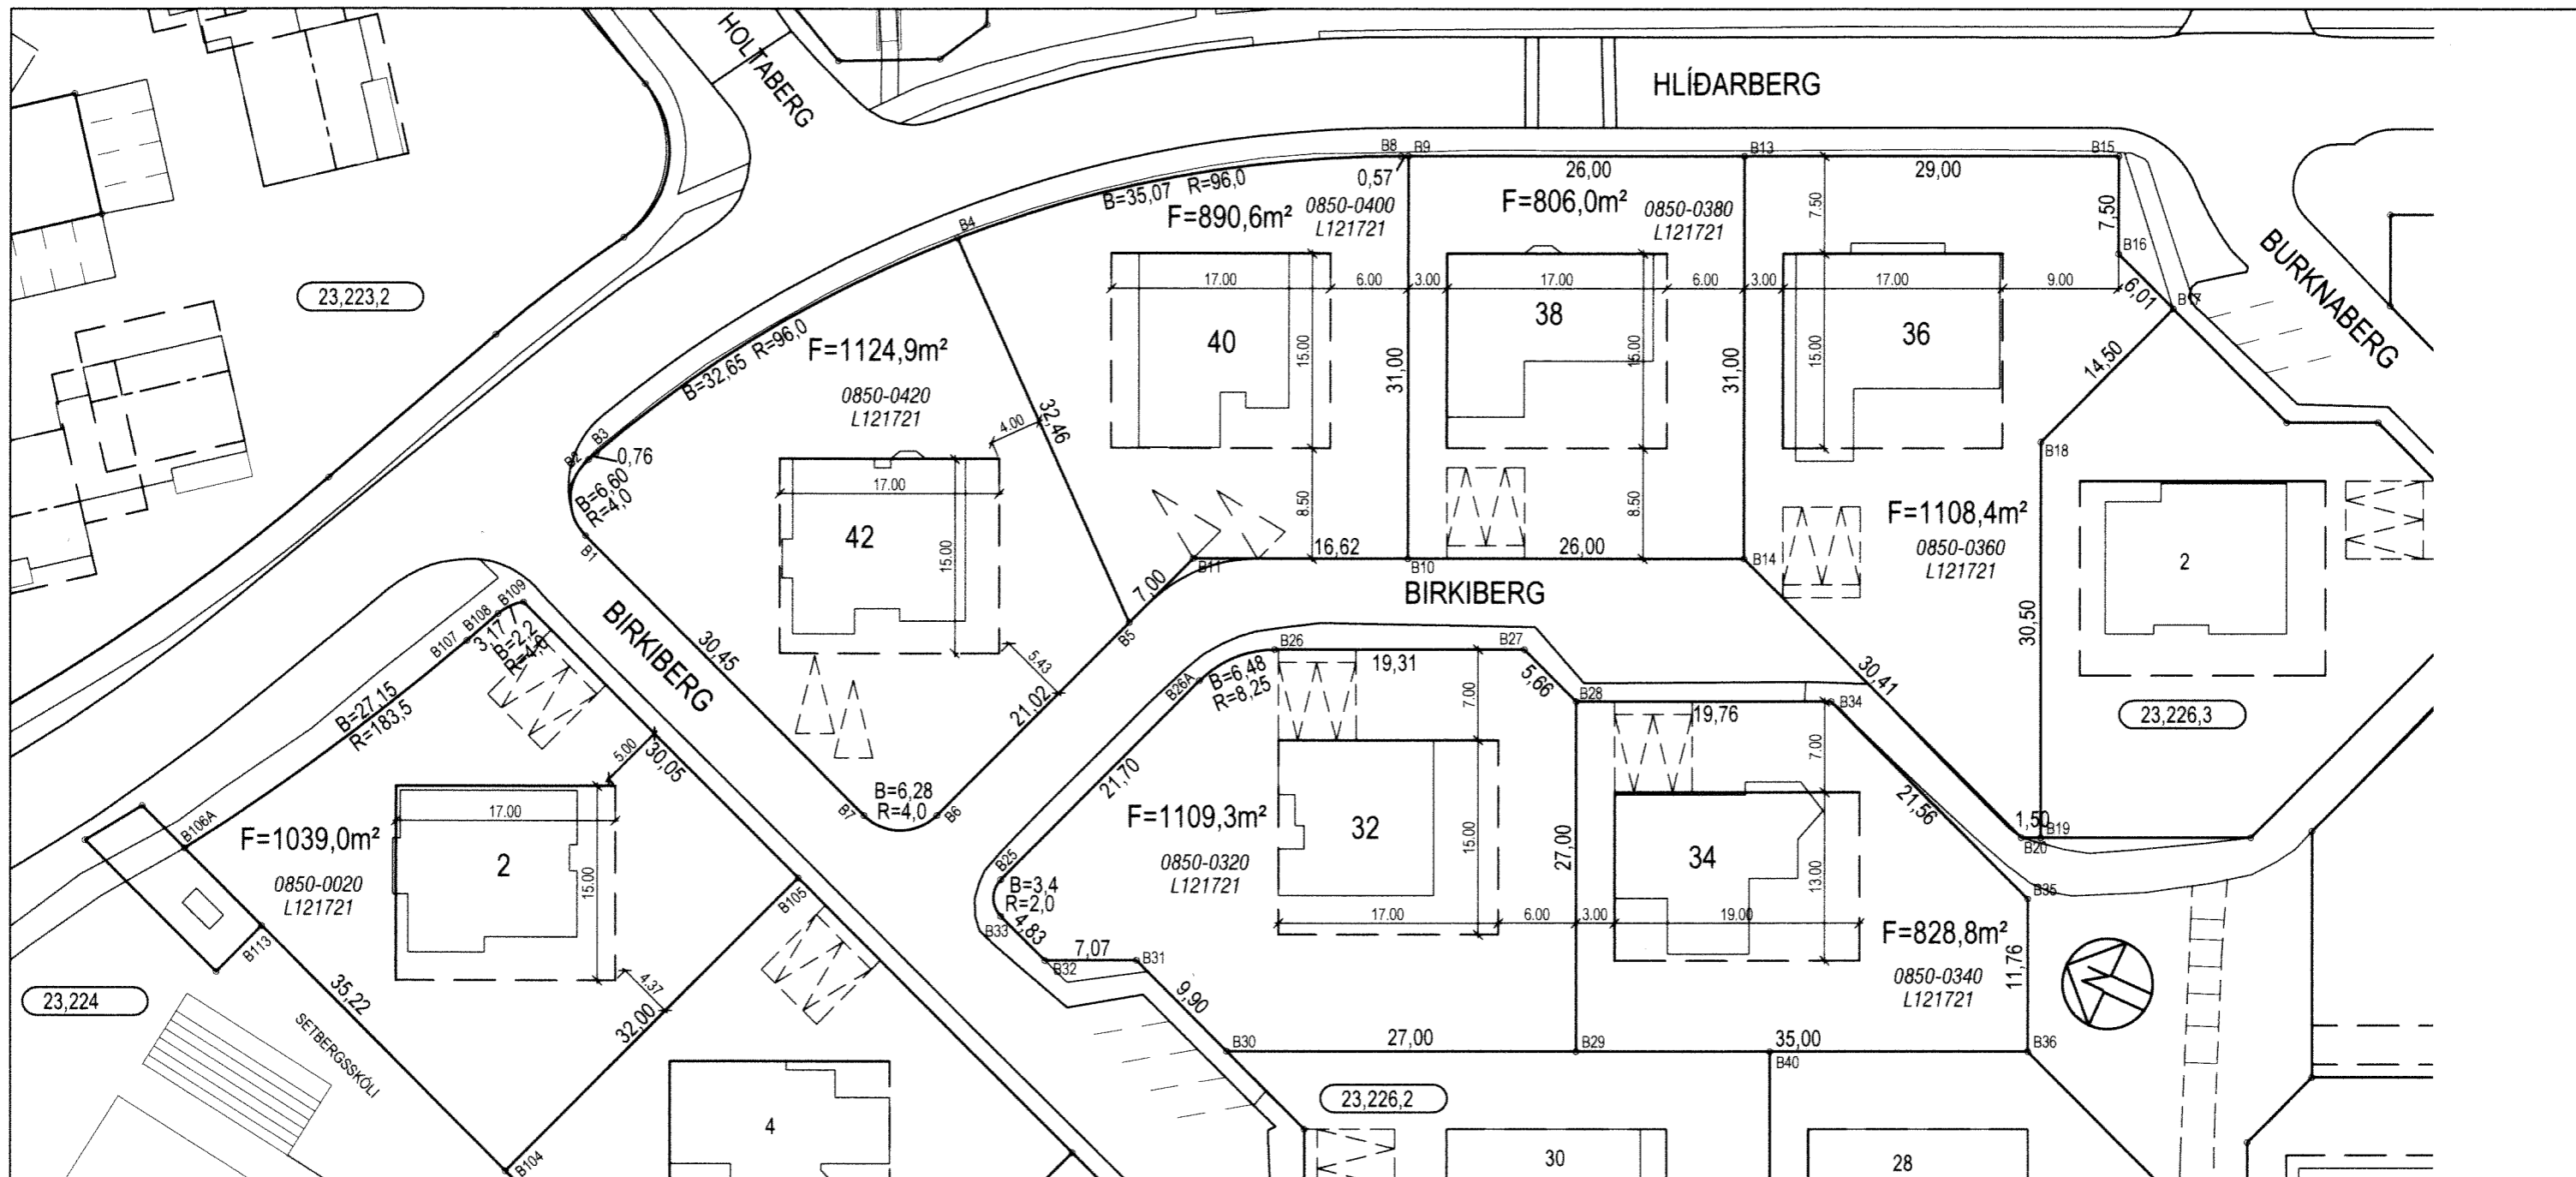 HOLTABERG
HLÍÐARBERG
BURKNABERG
BIRKIBERG
BIRKIBERG
SETBERGSSKÓLI
23,223,2
23,224
23,226,2
23,226,3
F=1124,9m²
0850-0420
L121721
42
B1
B2
B3
B4
B5
B6
B7
0,76
B=6,60
R=4,0
B=32,65 R=96,0
32,46
4.00
17.00
15.00
5.43
30,45
21.02
B=6,28
R=4,0
F=890,6m²
0850-0400
L121721
40
B8
B9
B10
B11
0,57
B=35,07 R=96,0
17.00
15.00
6.00
8.50
31,00
16,62
7,00
F=806,0m²
0850-0380
L121721
38
B13
B14
26,00
3.00
17.00
6.00
15.00
8.50
31,00
26,00
F=1108,4m²
0850-0360
L121721
36
B15
B16
B17
B18
B19
B20
29,00
7.50
7,50
3.00
17.00
9.00
15.00
6,01
14,50
30,50
30,41
1,50
2
F=1039,0m²
0850-0020
L121721
2
B104
B105
B106A
B107
B108
B109
B113
3,17
B=2,2
R=4,0
B=27,15
R=183,5
5.00
30,05
17.00
15.00
4.37
32,00
35,22
4
F=1109,3m²
0850-0320
L121721
32
B25
B26A
B26
B27
B28
B29
B30
B31
B32
B33
B=6,48
R=8,25
19,31
5,66
21,70
7.00
15.00
17.00
6.00
B=3,4
R=2,0
4,83
7,07
9,90
27,00
27,00
F=828,8m²
0850-0340
L121721
34
B34
B35
B36
B40
19,76
7.00
13.00
3.00
19.00
21,56
11,76
35,00
30
28